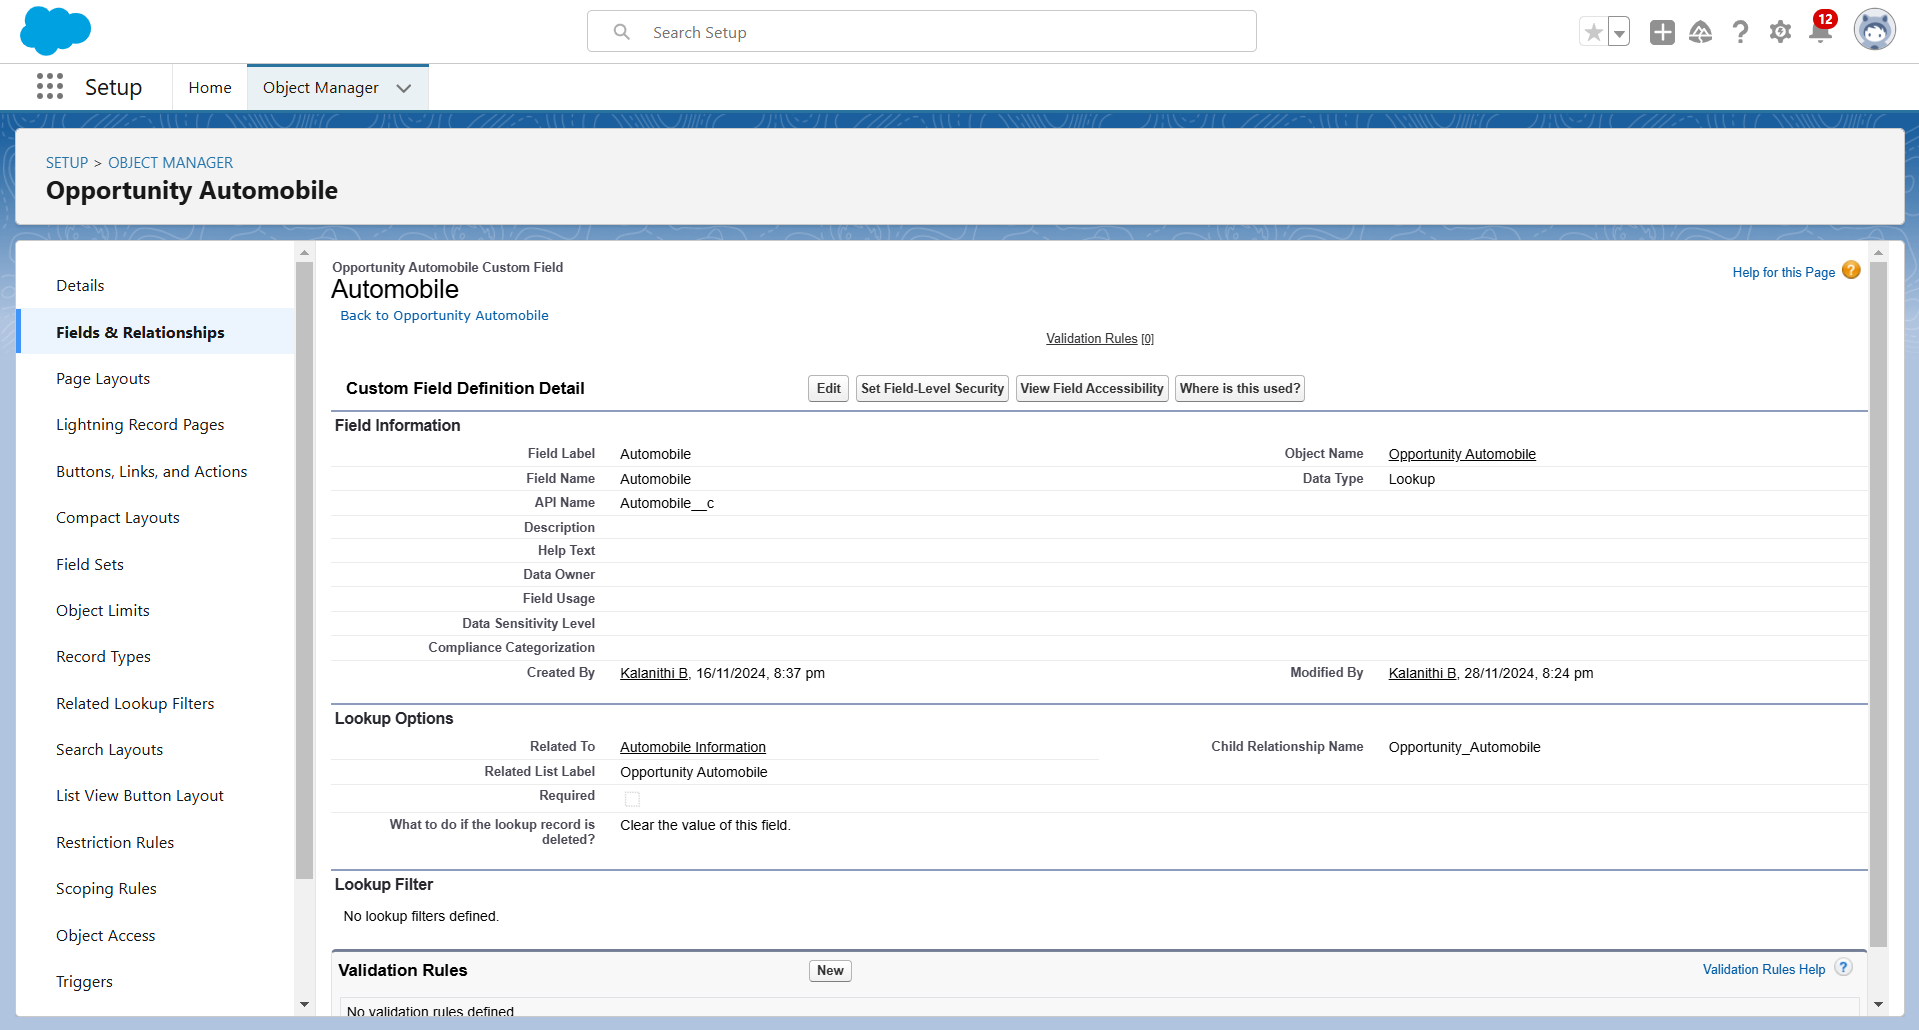 Search Setup
12
Setup
Home
Object Manager
SETUP > OBJECT MANAGER
Opportunity Automobile
Details
Fields & Relationships
Page Layouts
Lightning Record Pages
Buttons, Links, and Actions
Compact Layouts
Field Sets
Object Limits
Record Types
Related Lookup Filters
Search Layouts
List View Button Layout
Restriction Rules
Scoping Rules
Object Access
Triggers
Opportunity Automobile Custom Field
Automobile
Back to Opportunity Automobile
Help for this Page
Validation Rules [0]
Custom Field Definition Detail
Edit
Set Field-Level Security
View Field Accessibility
Where is this used?
Field Information
Field Label Automobile Object Name Opportunity Automobile
Field Name Automobile Data Type Lookup
API Name Automobile__c
Description
Help Text
Data Owner
Field Usage
Data Sensitivity Level
Compliance Categorization
Created By Kalanithi B, 16/11/2024, 8:37 pm Modified By Kalanithi B, 28/11/2024, 8:24 pm
Lookup Options
Related To Automobile Information Child Relationship Name Opportunity_Automobile
Related List Label Opportunity Automobile
Required
What to do if the lookup record is
deleted?
Clear the value of this field.
Lookup Filter
No lookup filters defined.
Validation Rules
New
Validation Rules Help
No validation rules defined